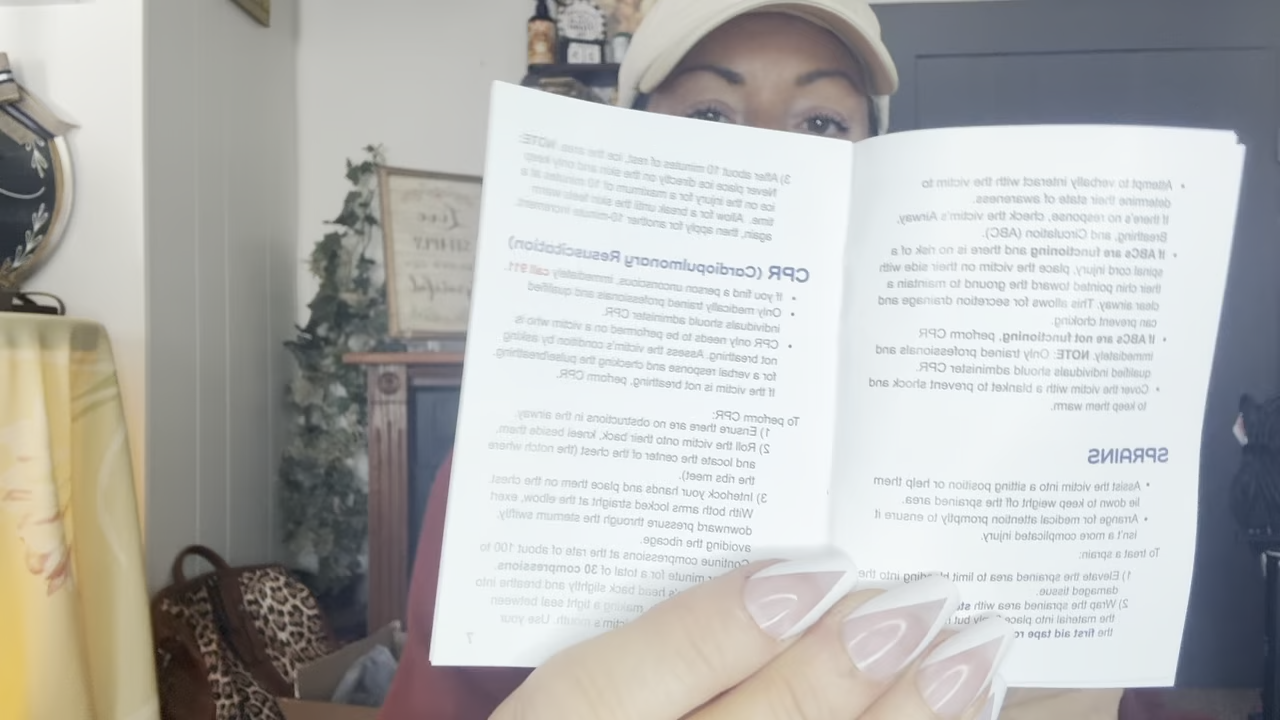 • Attempt to verbally interact with the victim to
determine their state of awareness.
If there's no response, check the victim's Airway,
Breathing, and Circulation (ABC).
• If ABCs are functioning and there is no risk of a
spinal cord injury, place the victim on their side with
their chin pointed toward the ground to maintain a
clear airway. This allows for secretion drainage and
can prevent choking.
• If ABCs are not functioning, perform CPR
immediately. NOTE: Only trained professionals and
qualified individuals should administer CPR.
• Cover the victim with a blanket to prevent shock and
to keep them warm.
SPRAINS
• Assist the victim into a sitting position or help them
lie down to keep weight off the sprained area.
• Arrange for medical attention promptly to ensure it
isn't a more complicated injury.
To treat a sprain:
1) Elevate the sprained area to limit bleeding into the
damaged tissue.
2) Wrap the sprained area with
the material into place but
the first aid tape
3) After about 10 minutes of rest, ice the area. NOTE:
Never place ice directly on the skin and only keep
ice on the injury for a maximum of 10 minutes at a
time. Allow for a break until the skin feels warm
again, then apply for another 10-minute increment.
CPR (Cardiopulmonary Resuscitation)
• If you find a person unconscious, immediately call 911.
• Only medically trained professionals and qualified
individuals should administer CPR.
• CPR only needs to be performed on a victim who is
not breathing. Assess the victim's condition by asking
for a verbal response and checking the pulse/breathing.
If the victim is not breathing, perform CPR.
To perform CPR:
1) Ensure there are no obstructions in the airway.
2) Roll the victim onto their back, kneel beside them,
and locate the center of the chest (the notch where
the ribs meet).
3) Interlock your hands and place them on the chest.
With both arms locked straight at the elbow, exert
downward pressure through the sternum swiftly,
avoiding the ribcage.
Continue compressions at the rate of about 100
per minute for a total of 30 compressions.
head back slightly and breathe into
making a tight seal between
mouth. Use your
7
Live
SIMPLY